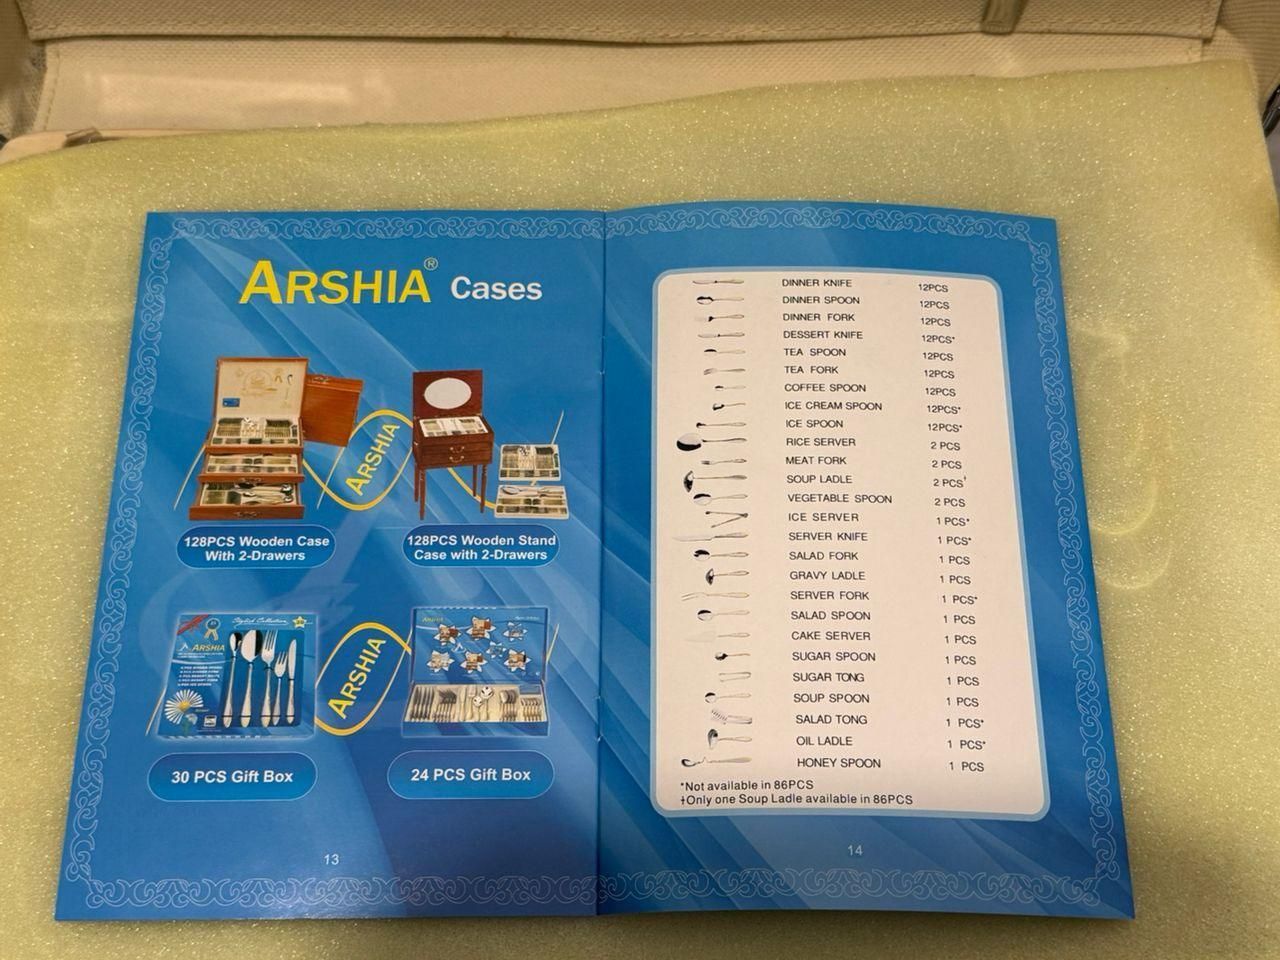 ARSHIA® Cases
ARSHIA
128PCS Wooden Case
With 2-Drawers
128PCS Wooden Stand
Case with 2-Drawers
Stylish Collection
ARSHIA
ARSHIA
30 PCS Gift Box
24 PCS Gift Box
13
DINNER KNIFE 12PCS
DINNER SPOON 12PCS
DINNER FORK 12PCS
DESSERT KNIFE 12PCS*
TEA SPOON 12PCS
TEA FORK 12PCS
COFFEE SPOON 12PCS
ICE CREAM SPOON 12PCS*
ICE SPOON 12PCS*
RICE SERVER 2 PCS
MEAT FORK 2 PCS
SOUP LADLE 2 PCS‡
VEGETABLE SPOON 2 PCS
ICE SERVER 1 PCS*
SERVER KNIFE 1 PCS*
SALAD FORK 1 PCS
GRAVY LADLE 1 PCS
SERVER FORK 1 PCS*
SALAD SPOON 1 PCS
CAKE SERVER 1 PCS
SUGAR SPOON 1 PCS
SUGAR TONG 1 PCS
SOUP SPOON 1 PCS
SALAD TONG 1 PCS*
OIL LADLE 1 PCS*
HONEY SPOON 1 PCS
*Not available in 86PCS
‡Only one Soup Ladle available in 86PCS
14